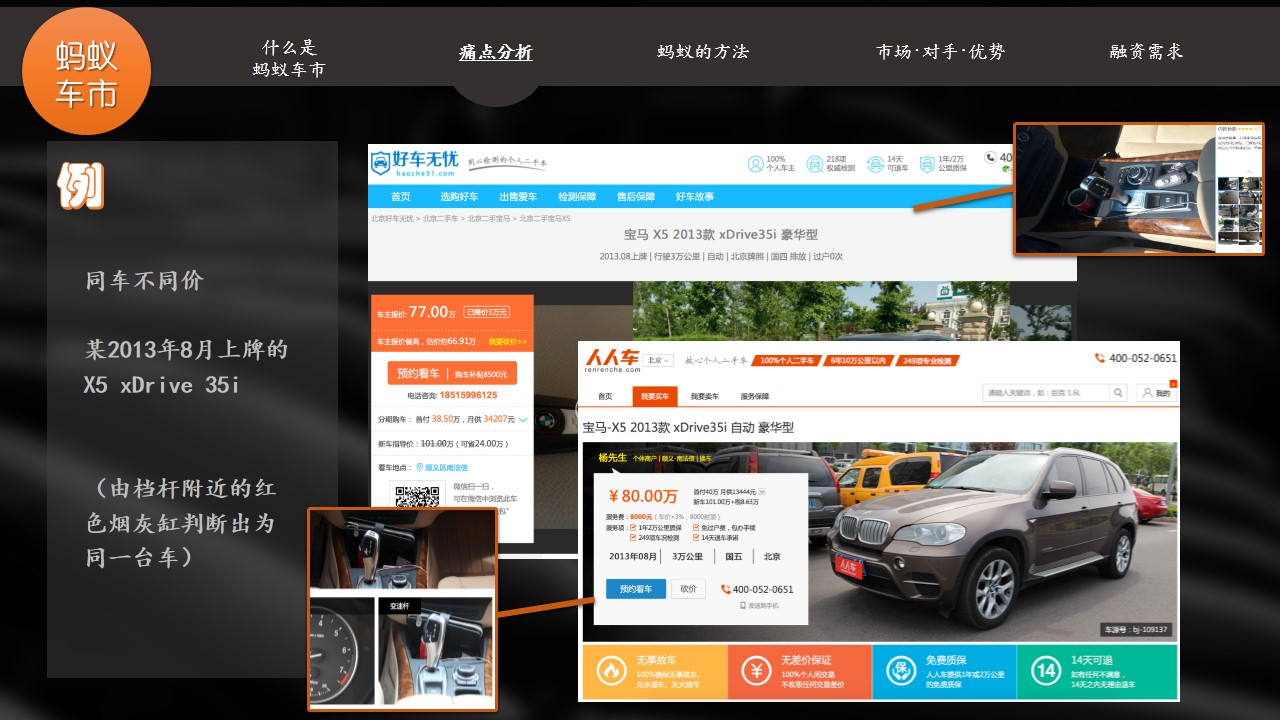 蚂蚁
车市
什么是
蚂蚁车市
痛点分析
蚂蚁的方法
市场·对手·优势
融资需求
例
同车不同价
某2013年8月上牌的
X5 xDrive 35i
（由档杆附近的红
色烟灰缸判断出为
同一台车）
好车无忧
haoche51.com
用心检测的个人二手车
100%
个人车主
218项
权威检测
14天
可退车
1年/2万
公里质保
40
首页 选购好车 出售爱车 检测保障 售后保障 好车故事
北京好车无忧 > 北京二手车 > 北京二手宝马 > 北京二手宝马X5
宝马 X5 2013款 xDrive35i 豪华型
2013.08上牌 | 行驶3万公里 | 自动 | 北京牌照 | 国四 排放 | 过户0次
车主报价: 77.00万 已降价3万元
车主报价偏高，估价约66.91万 我要砍价>>
预约看车 | 购车补贴8500元
电话咨询: 18515996125
分期购车： 首付 38.50万，月供 34207元
新车指导价：101.00万（可省24.00万）
看车地点： 顺义区南法信
微信扫一扫，
可在微信中浏览此车
变速杆
人人车
renrenche.com
北京
放心个人二手车
100%个人二手车
6年10万公里以内
249项专业检测
400-052-0651
首页 我要买车 我要卖车 服务保障
请输入关键词，如：迈克 1.6L
我的
宝马-X5 2013款 xDrive35i 自动 豪华型
杨先生 个体商户 | 顺义-南法信 | 换车
¥ 80.00万
首付40万 月供13444元
新车101.00万+税8.63万
服务费：8000元（车价×3%，8000封顶）
服务项： 1年2万公里质保 免过户费，包办手续
249项车况检测 14天退车承诺
2013年08月 | 3万公里 | 国五 | 北京
预约看车 砍价 400-052-0651
发送到手机
人人车
车源号：bj-109137
无事故车
100%确保无事故车、
无水浸车、无火烧车
无差价保证
100%个人间交易
不收取任何交易差价
免费质保
人人车提供1年或2万公里
的免费质保
14
14天可退
如有任何不满意，
14天之内无理由退车